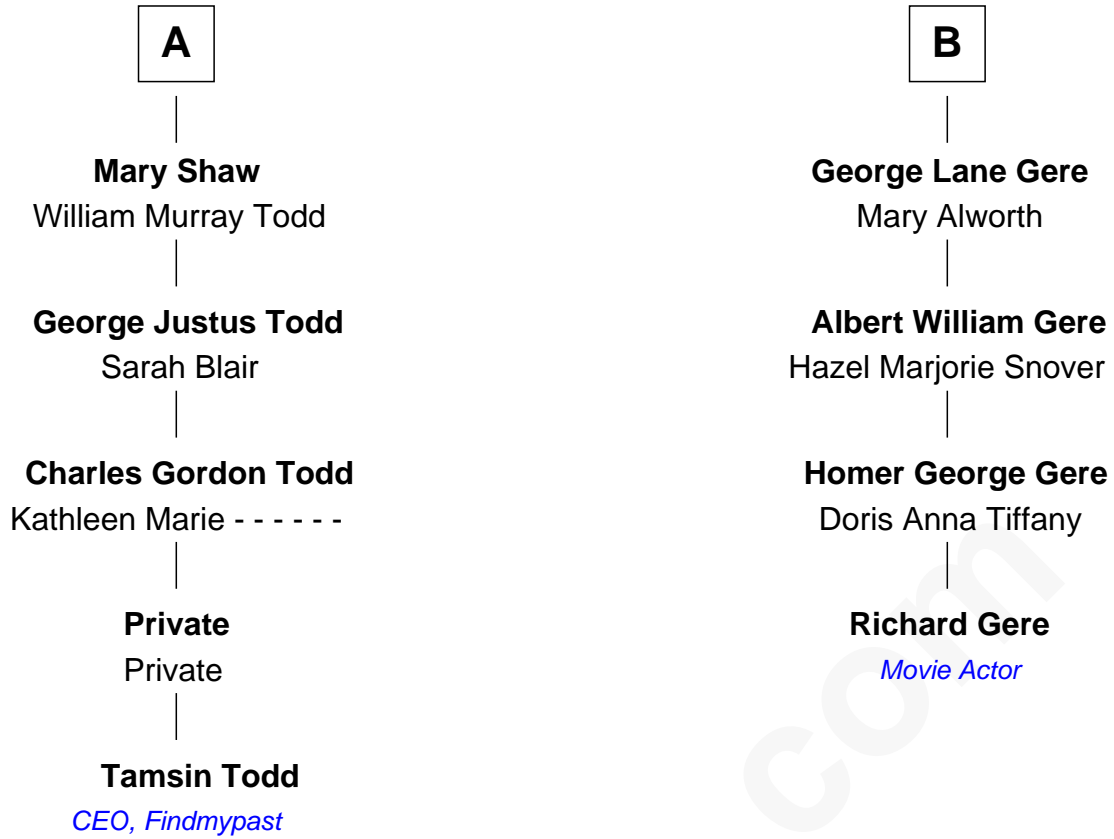 A
Mary Shaw
William Murray Todd
George Justus Todd
Sarah Blair
Charles Gordon Todd
Kathleen Marie - - - - - -
Private
Private
Tamsin Todd
CEO, Findmypast
B
George Lane Gere
Mary Alworth
Albert William Gere
Hazel Marjorie Snover
Homer George Gere
Doris Anna Tiffany
Richard Gere
Movie Actor
com